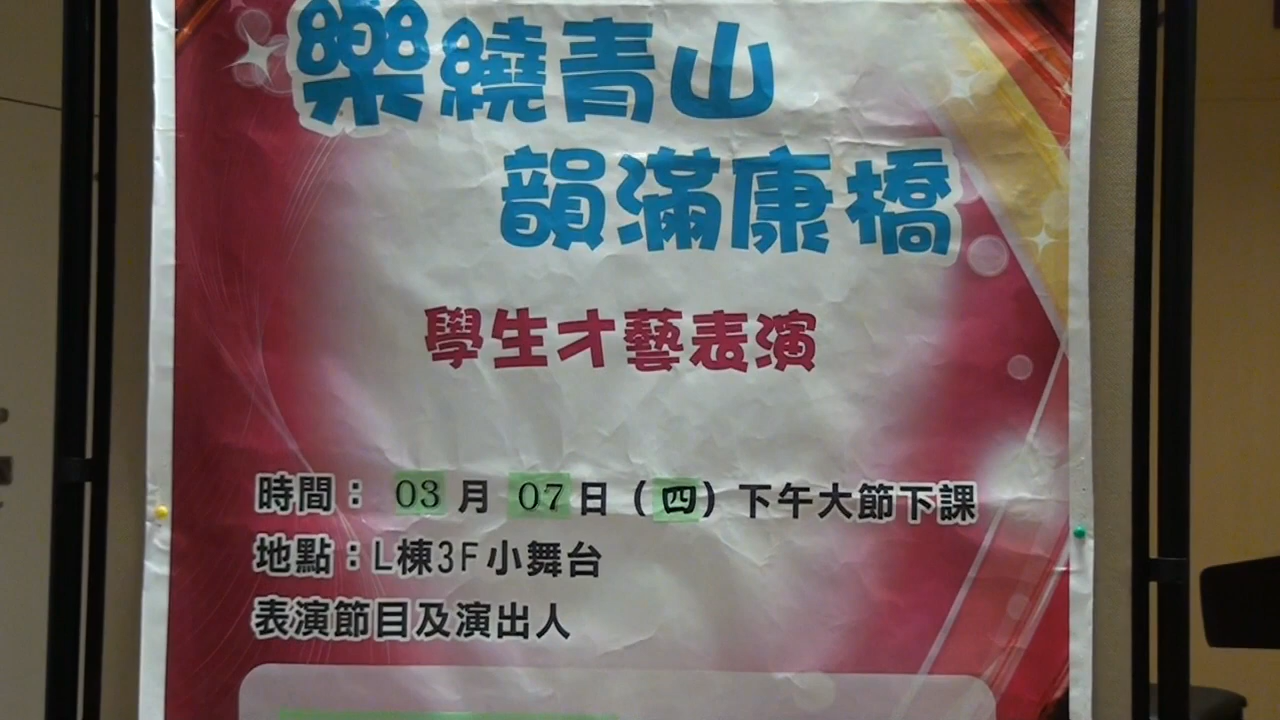 樂繞青山
韻滿康橋
學生才藝表演
時間：03月07日（四）下午大節下課
地點：L棟3F小舞台
表演節目及演出人